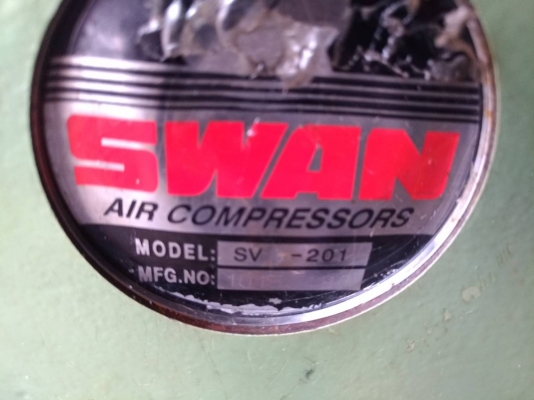 SWAN
AIR COMPRESSORS
MODEL: SV -201
MFG.NO: